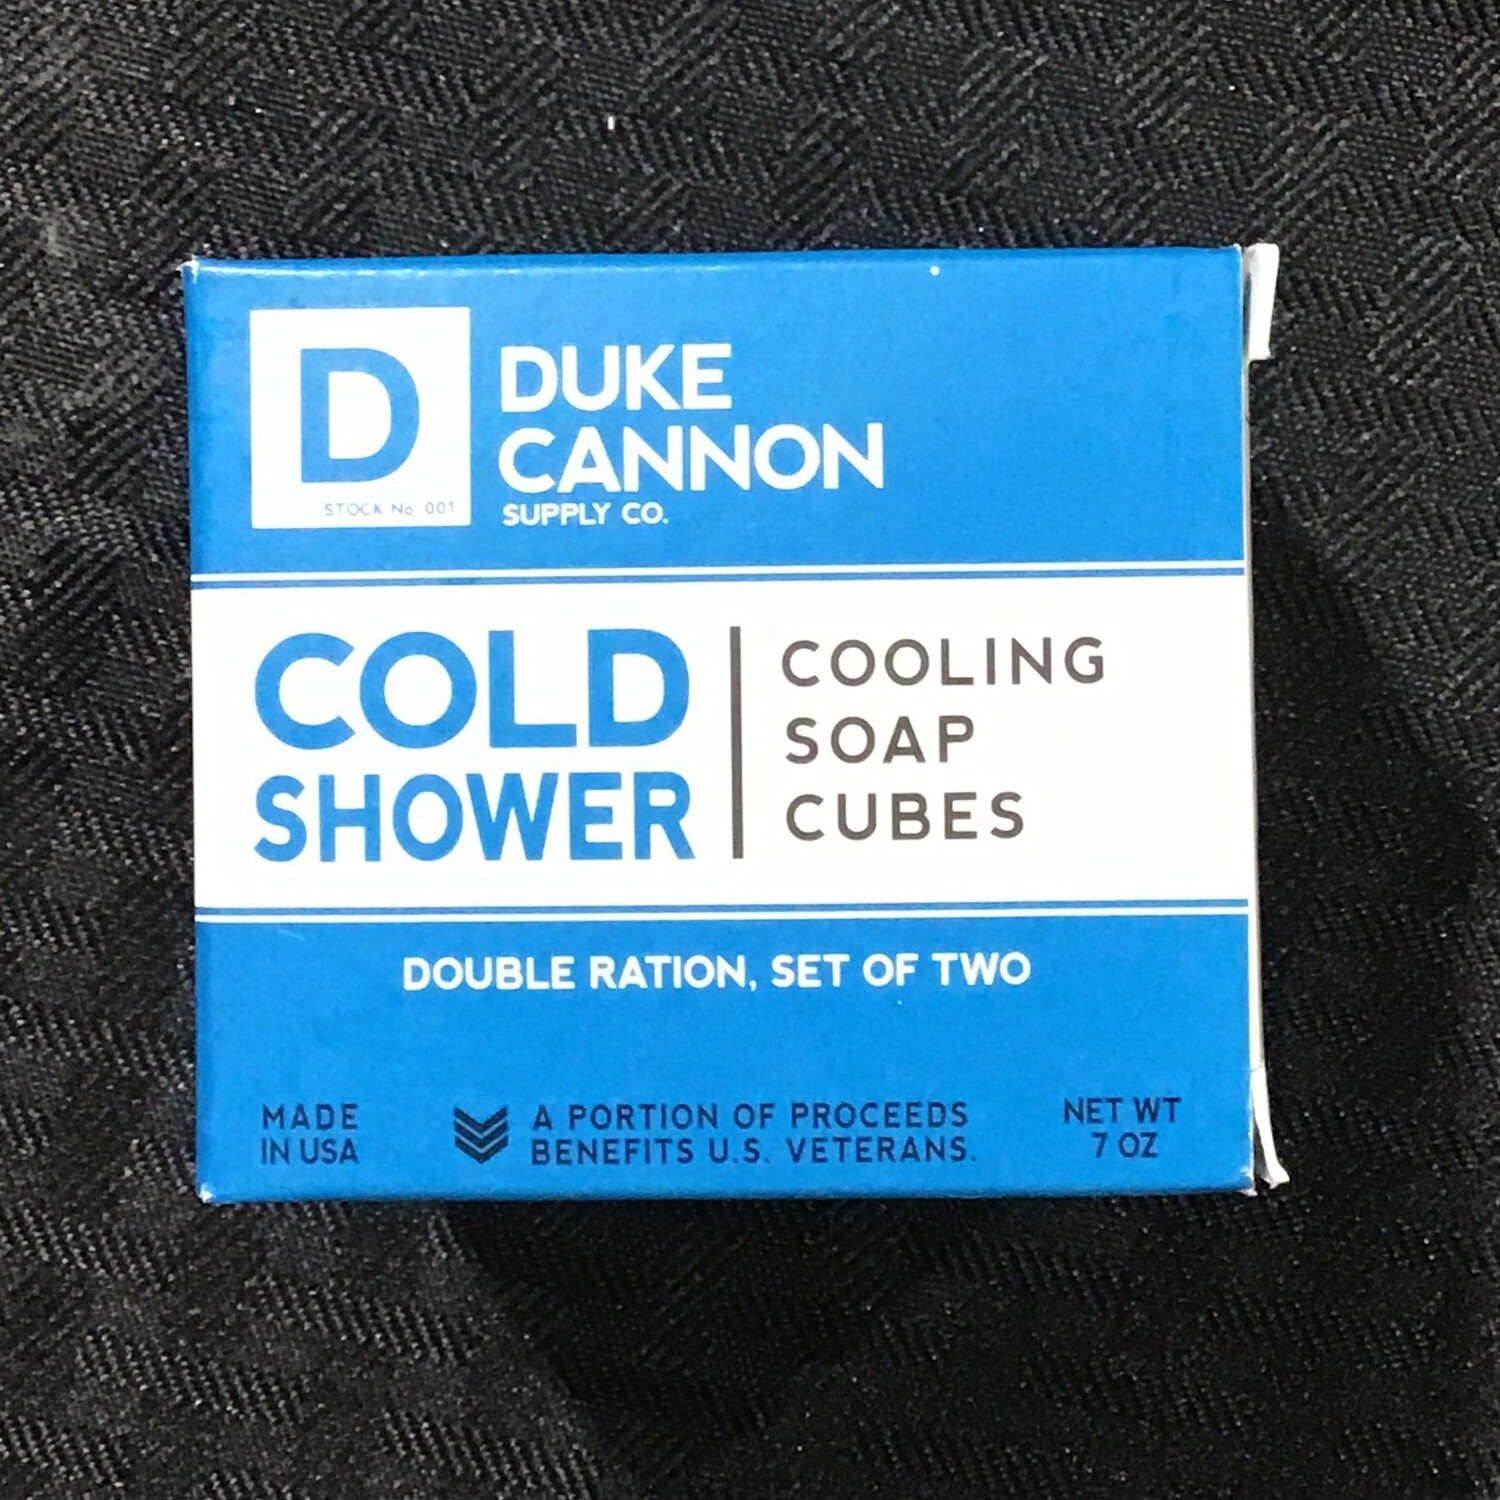 D
STOCK No. 001
DUKE
CANNON
SUPPLY CO.
COLD
SHOWER
COOLING
SOAP
CUBES
DOUBLE RATION, SET OF TWO
MADE
IN USA
A PORTION OF PROCEEDS
BENEFITS U.S. VETERANS.
NET WT
7 OZ